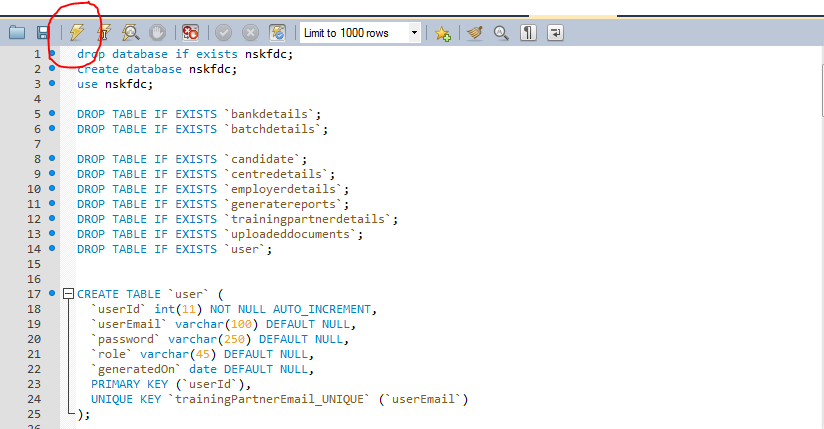 Limit to 1000 rows
1 drop database if exists nskfdc;
2 create database nskfdc;
3 use nskfdc;
4
5 DROP TABLE IF EXISTS `bankdetails`;
6 DROP TABLE IF EXISTS `batchdetails`;
7
8 DROP TABLE IF EXISTS `candidate`;
9 DROP TABLE IF EXISTS `centredetails`;
10 DROP TABLE IF EXISTS `employerdetails`;
11 DROP TABLE IF EXISTS `generatereports`;
12 DROP TABLE IF EXISTS `trainingpartnerdetails`;
13 DROP TABLE IF EXISTS `uploadeddocuments`;
14 DROP TABLE IF EXISTS `user`;
15
16
17 CREATE TABLE `user` (
18 `userId` int(11) NOT NULL AUTO_INCREMENT,
19 `userEmail` varchar(100) DEFAULT NULL,
20 `password` varchar(250) DEFAULT NULL,
21 `role` varchar(45) DEFAULT NULL,
22 `generatedOn` date DEFAULT NULL,
23 PRIMARY KEY (`userId`),
24 UNIQUE KEY `trainingPartnerEmail_UNIQUE` (`userEmail`)
25 );